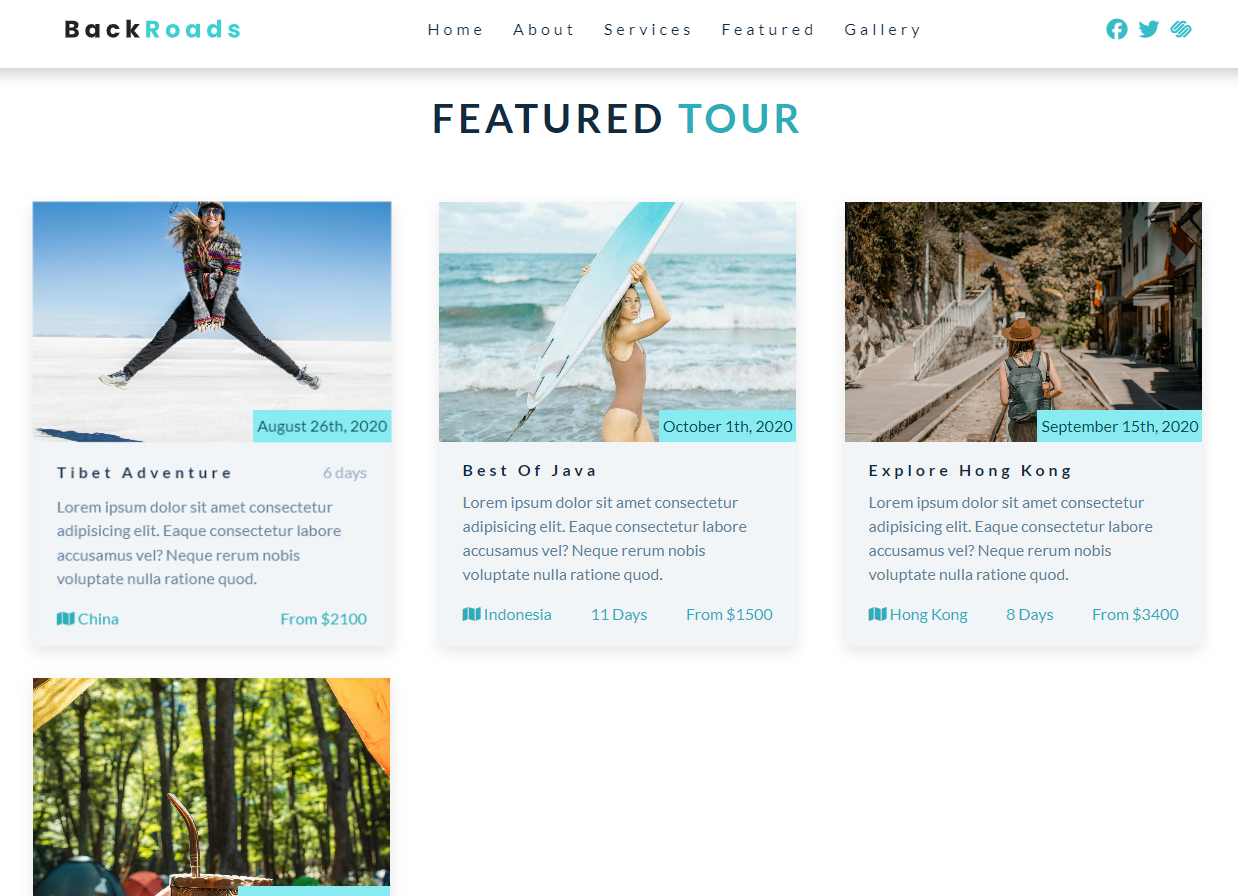 BackRoads
Home About Services Featured Gallery
FEATURED TOUR
August 26th, 2020
Tibet Adventure 6 days
Lorem ipsum dolor sit amet consectetur
adipisicing elit. Eaque consectetur labore
accusamus vel? Neque rerum nobis
voluptate nulla ratione quod.
China From $2100
October 1th, 2020
Best Of Java
Lorem ipsum dolor sit amet consectetur
adipisicing elit. Eaque consectetur labore
accusamus vel? Neque rerum nobis
voluptate nulla ratione quod.
Indonesia 11 Days From $1500
September 15th, 2020
Explore Hong Kong
Lorem ipsum dolor sit amet consectetur
adipisicing elit. Eaque consectetur labore
accusamus vel? Neque rerum nobis
voluptate nulla ratione quod.
Hong Kong 8 Days From $3400